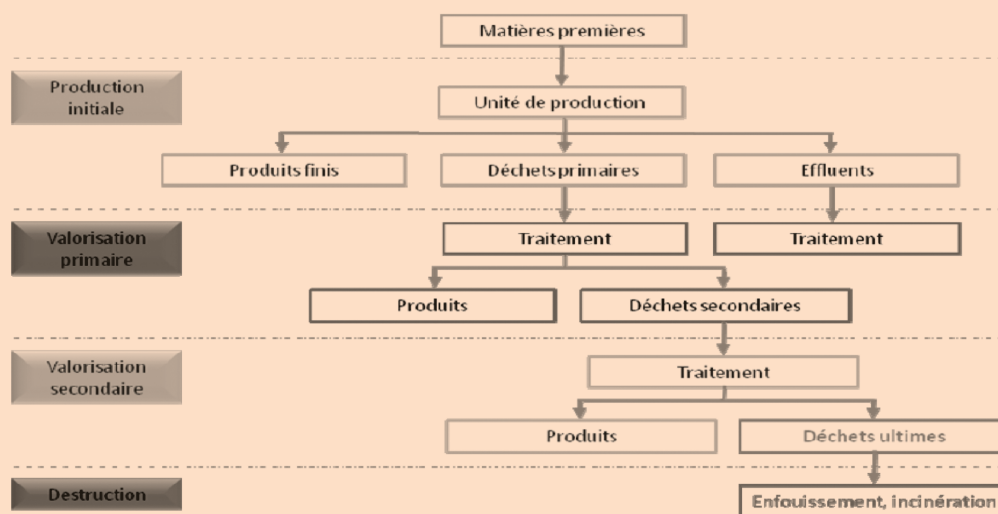 Matières premières
Production
initiale
Unité de production
Produits finis
Déchets primaires
Effluents
Valorisation
primaire
Traitement
Traitement
Produits
Déchets secondaires
Valorisation
secondaire
Traitement
Produits
Déchets ultimes
Destruction
Enfouissement, incinération